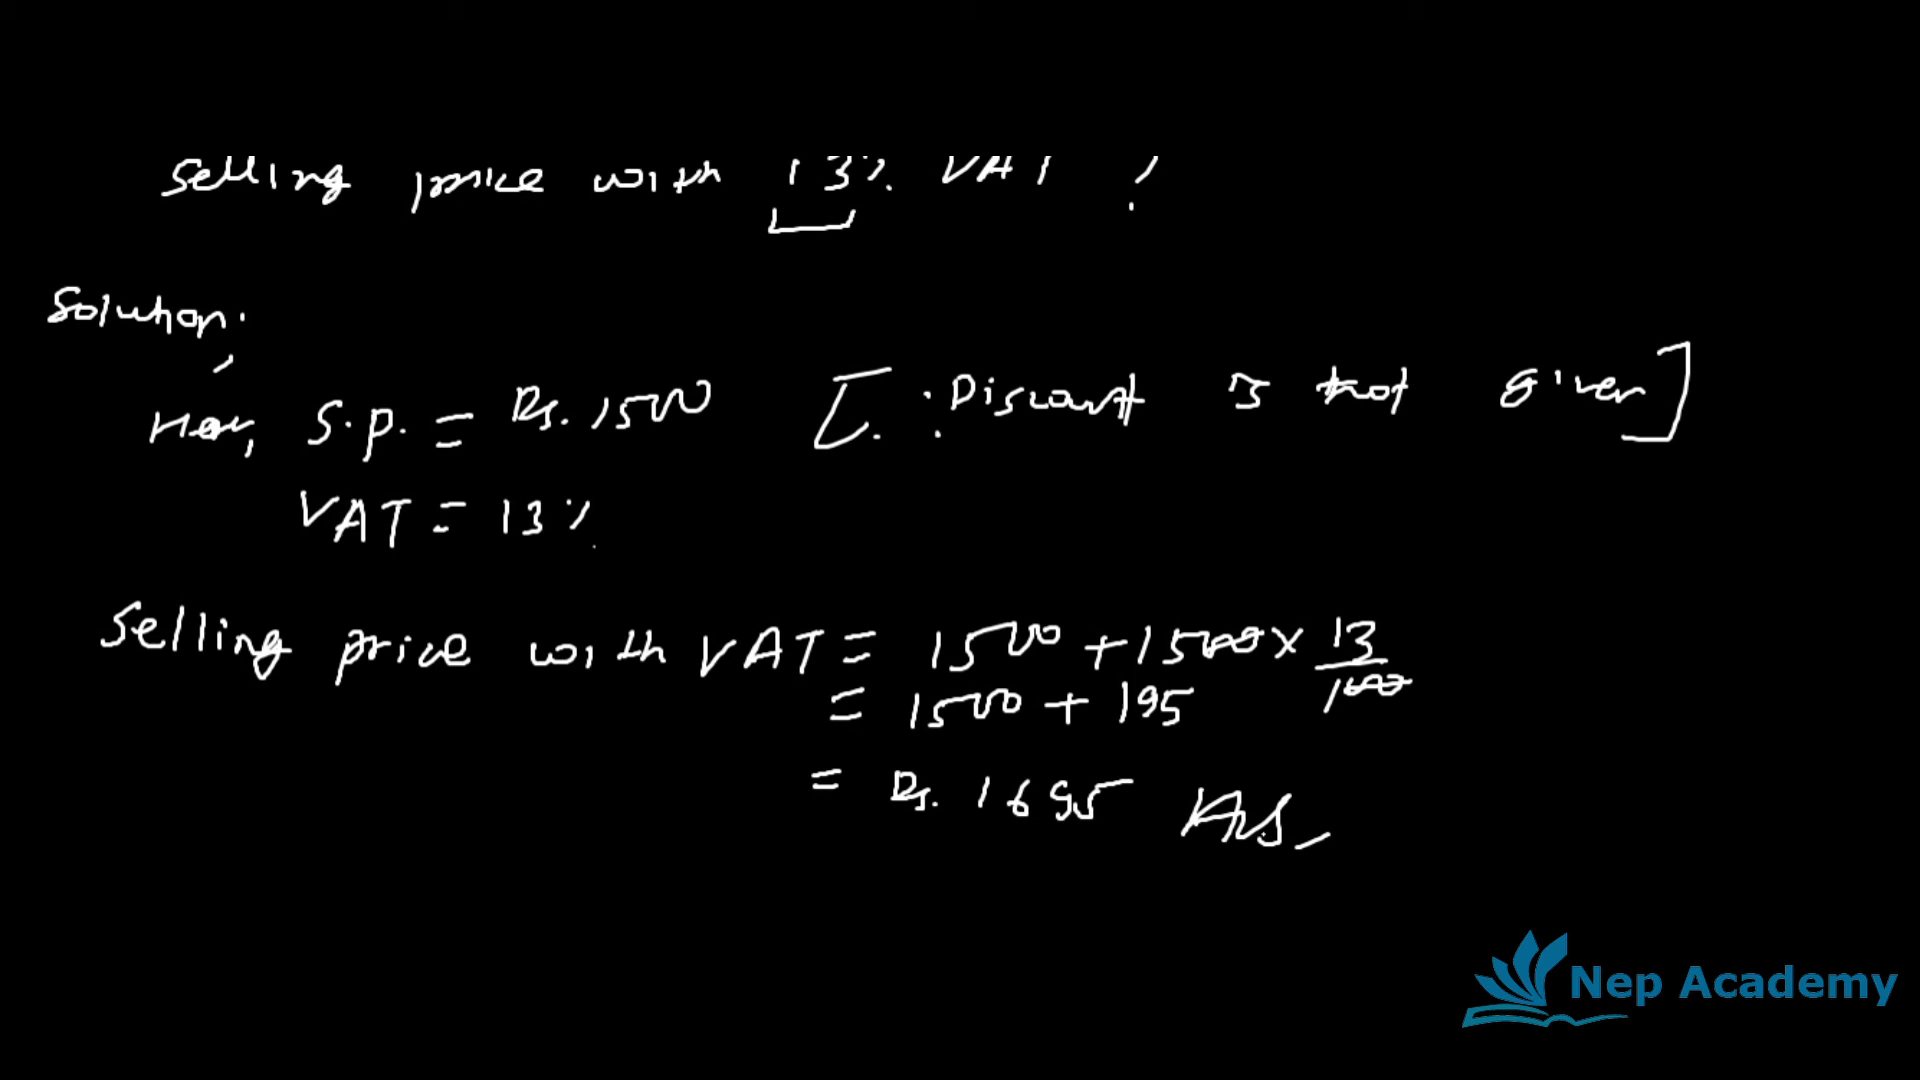 Selling price with 13% VAT ?
Solution:
Here, S.P. = Rs. 1500 [∵ Discount is not given]
VAT = 13%
Selling price with VAT = 1500 + 1500 × 13/100
= 1500 + 195
= Rs. 1695 Ans
Nep Academy